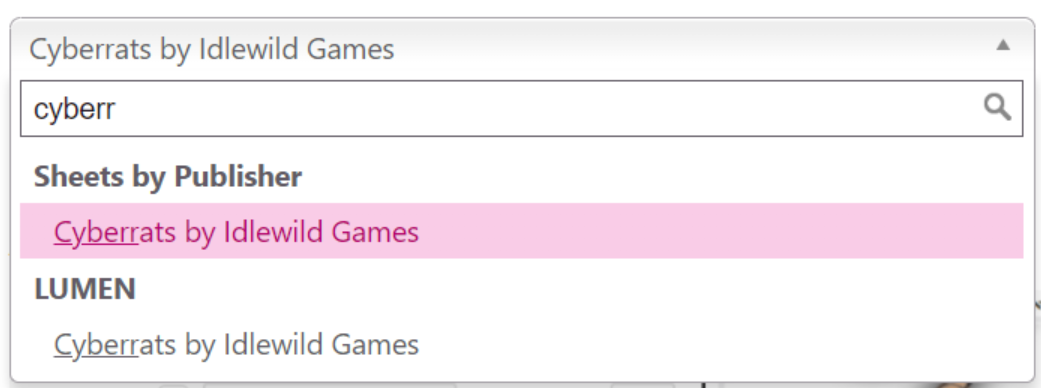 Cyberrats by Idlewild Games
cyberr
Sheets by Publisher
Cyberrats by Idlewild Games
LUMEN
Cyberrats by Idlewild Games